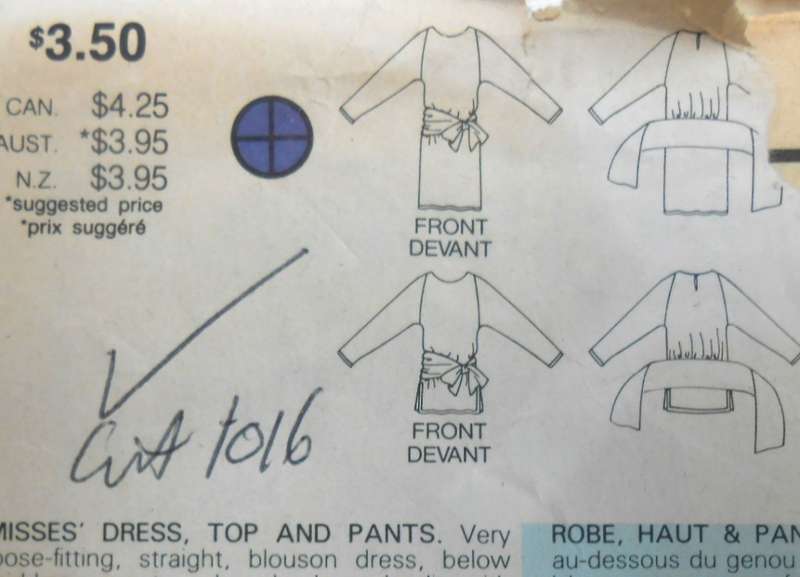 $3.50
CAN. $4.25
AUST. *$3.95
N.Z. $3.95
*suggested price
*prix suggéré
FRONT
DEVANT
Cut to 16
FRONT
DEVANT
MISSES' DRESS, TOP AND PANTS. Very
loose-fitting, straight, blouson dress, below
ROBE, HAUT & PAN
au-dessous du genou